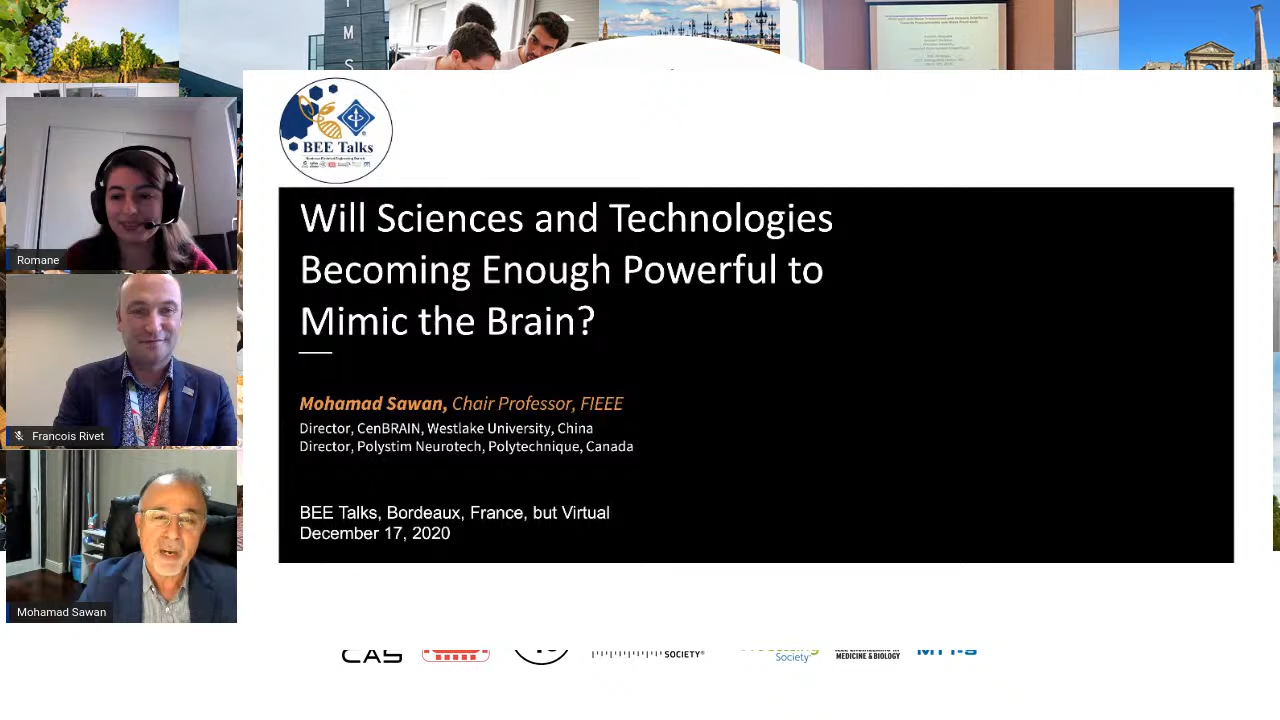 I
M
S
BEE Talks
Will Sciences and Technologies
Becoming Enough Powerful to
Mimic the Brain?
Mohamad Sawan, Chair Professor, FIEEE
Director, CenBRAIN, Westlake University, China
Director, Polystim Neurotech, Polytechnique, Canada
BEE Talks, Bordeaux, France, but Virtual
December 17, 2020
Romane
Francois Rivet
Mohamad Sawan
CAS
SOCIETY
Society
MEDICINE & BIOLOGY
MTT-S